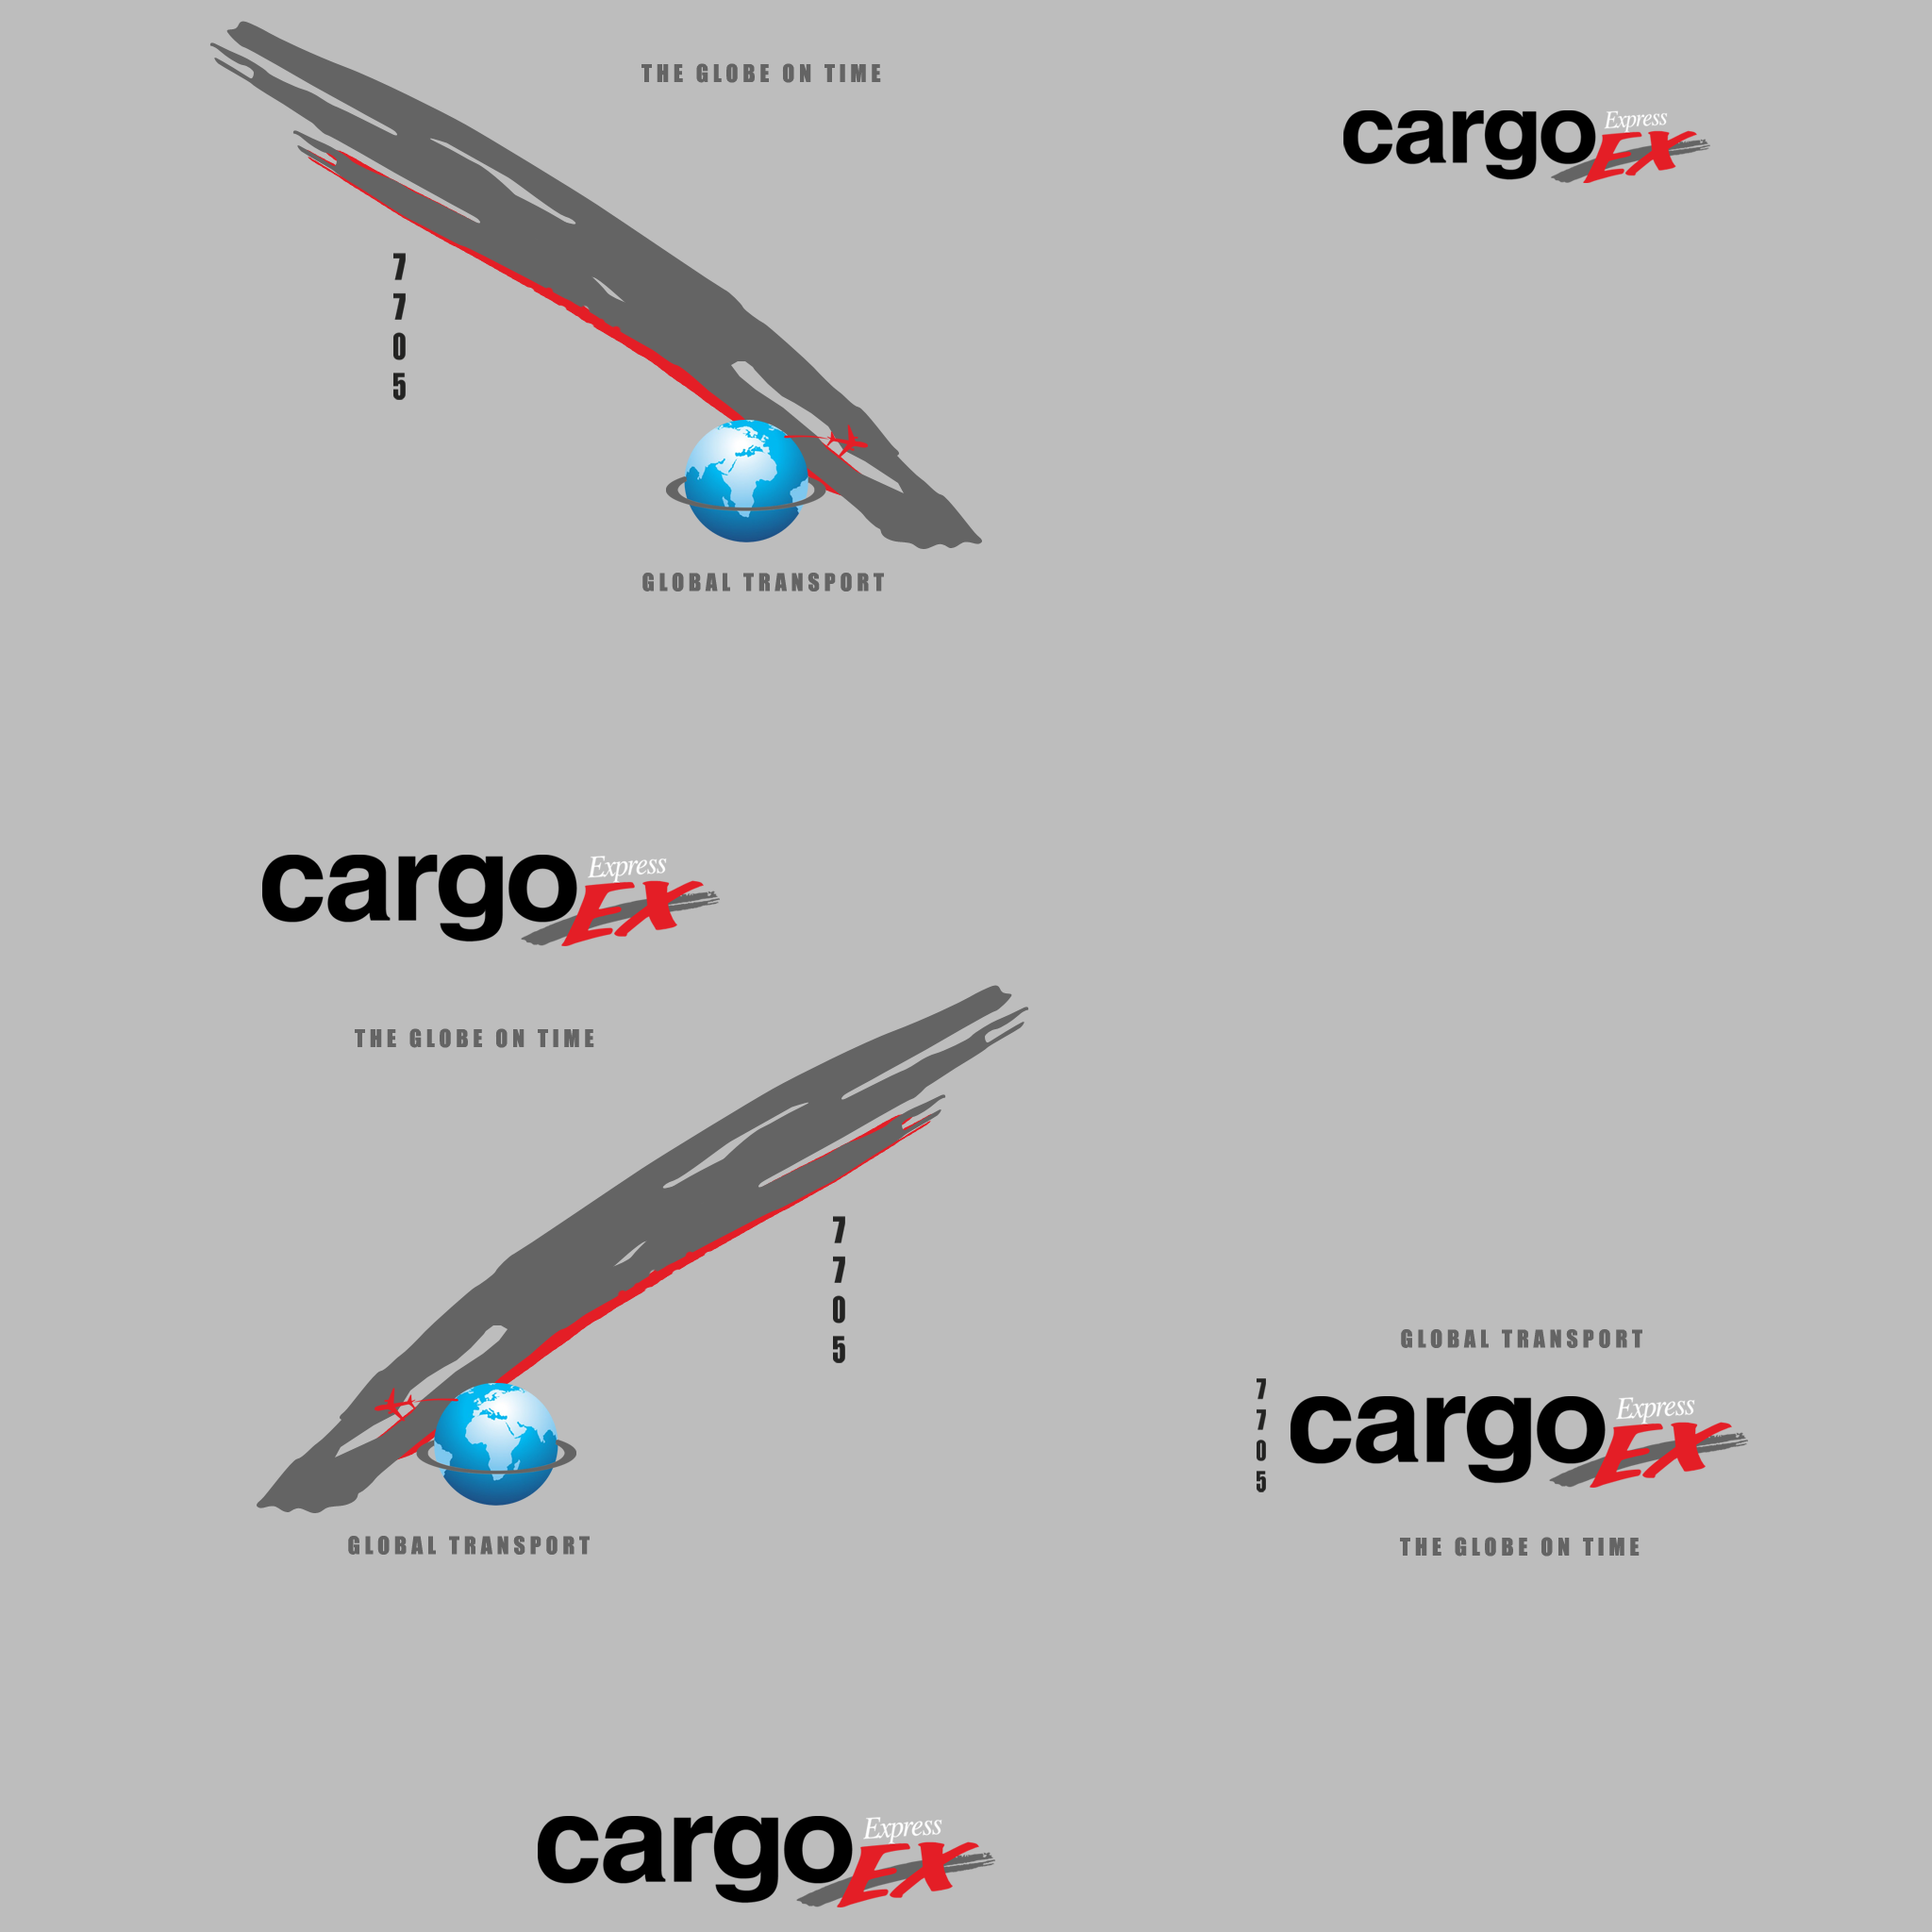 THE GLOBE ON TIME
cargo
Express
Ex
7
7
0
5
GLOBAL TRANSPORT
cargo
Express
Ex
THE GLOBE ON TIME
7
7
0
5
GLOBAL TRANSPORT
GLOBAL TRANSPORT
7
7
0
5
cargo
Express
Ex
THE GLOBE ON TIME
cargo
Express
Ex